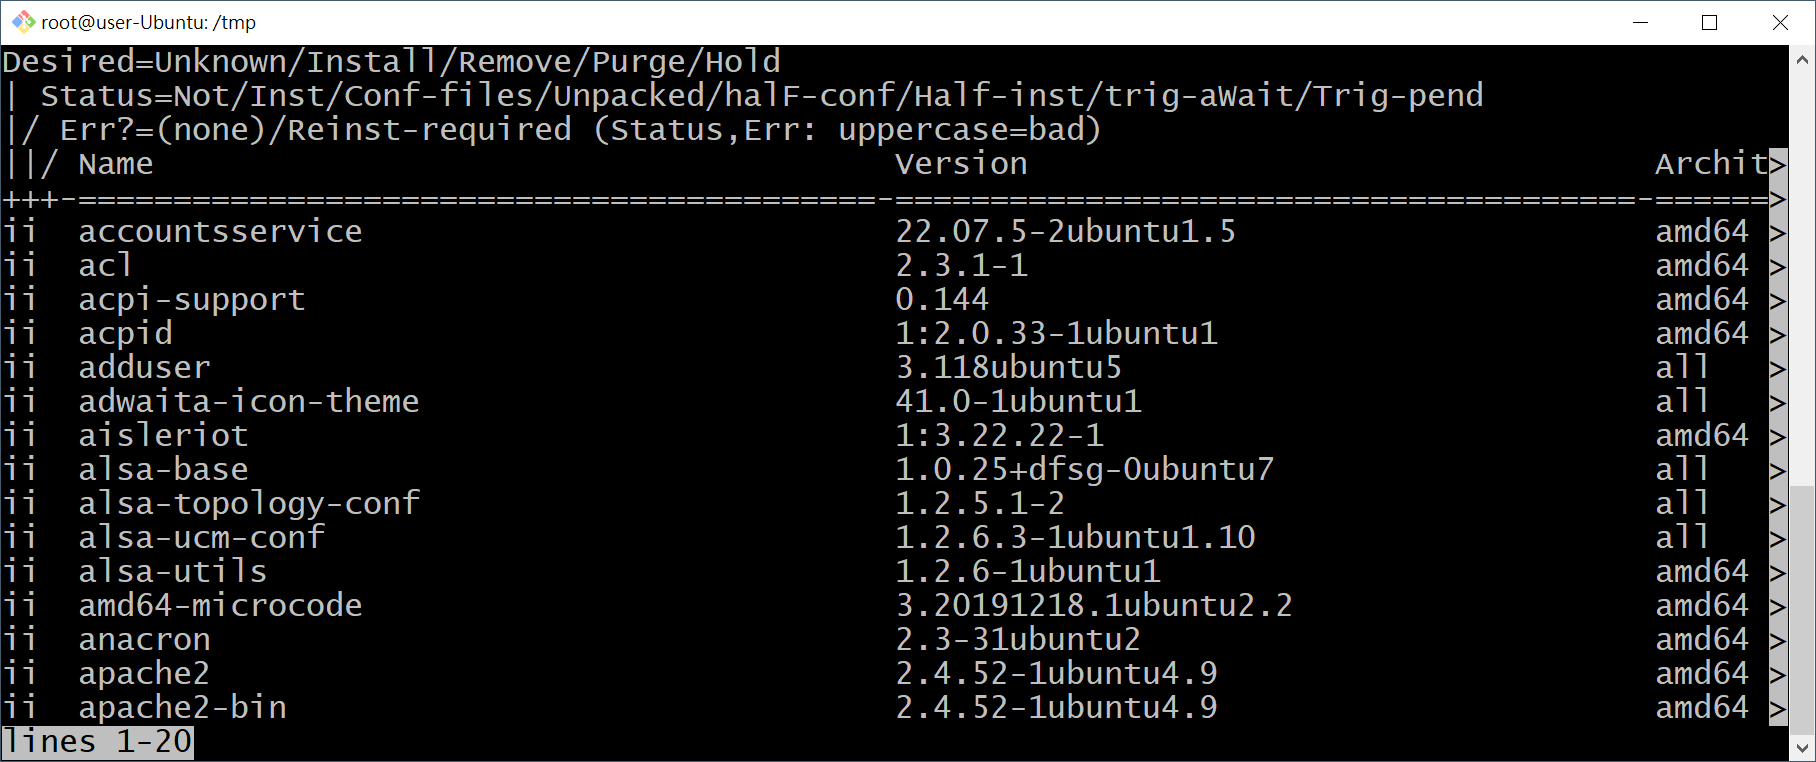 root@user-Ubuntu: /tmp
Desired=Unknown/Install/Remove/Purge/Hold
| Status=Not/Inst/Conf-files/Unpacked/halF-conf/Half-inst/trig-aWait/Trig-pend
|/ Err?=(none)/Reinst-required (Status,Err: uppercase=bad)
||/ Name Version Archit>
+++-==========================================-=======================================-======>
ii accountsservice 22.07.5-2ubuntu1.5 amd64 >
ii acl 2.3.1-1 amd64 >
ii acpi-support 0.144 amd64 >
ii acpid 1:2.0.33-1ubuntu1 amd64 >
ii adduser 3.118ubuntu5 all >
ii adwaita-icon-theme 41.0-1ubuntu1 all >
ii aisleriot 1:3.22.22-1 amd64 >
ii alsa-base 1.0.25+dfsg-0ubuntu7 all >
ii alsa-topology-conf 1.2.5.1-2 all >
ii alsa-ucm-conf 1.2.6.3-1ubuntu1.10 all >
ii alsa-utils 1.2.6-1ubuntu1 amd64 >
ii amd64-microcode 3.20191218.1ubuntu2.2 amd64 >
ii anacron 2.3-31ubuntu2 amd64 >
ii apache2 2.4.52-1ubuntu4.9 amd64 >
ii apache2-bin 2.4.52-1ubuntu4.9 amd64 >
lines 1-20